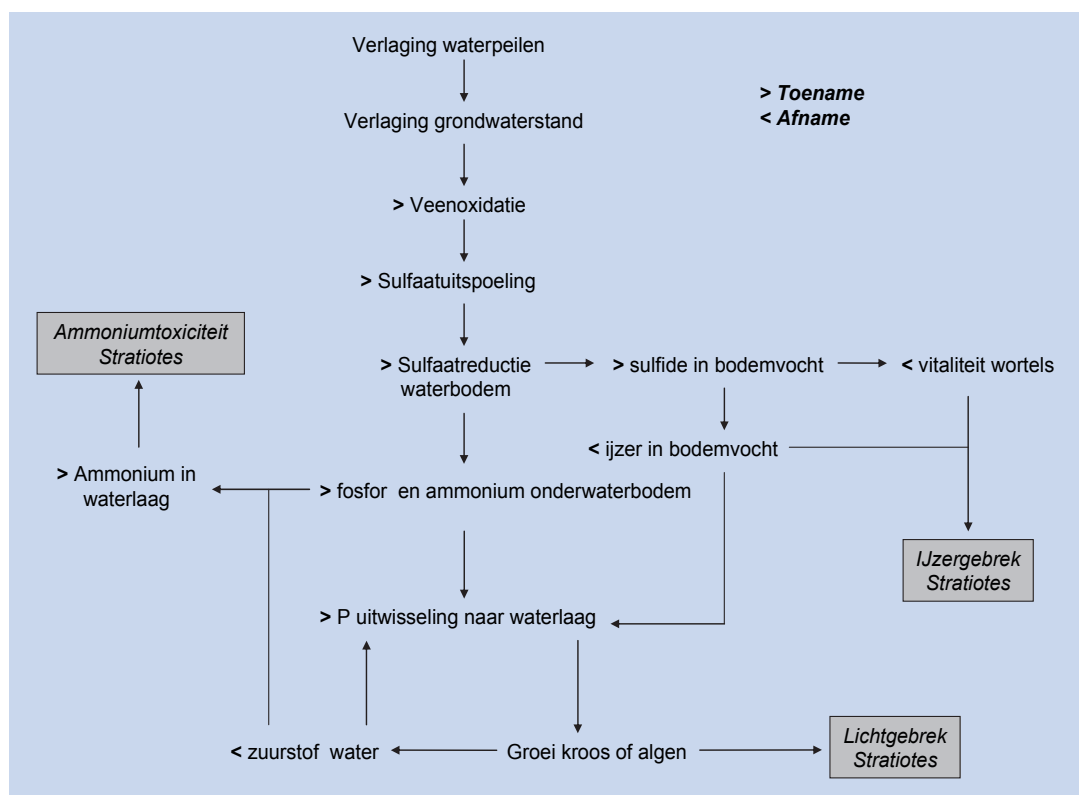 Verlaging waterpeilen
> Toename
< Afname
Verlaging grondwaterstand
> Veenoxidatie
> Sulfaatuitspoeling
Ammoniumtoxiciteit
Stratiotes
> Sulfaatreductie
waterbodem
> sulfide in bodemvocht
< vitaliteit wortels
< ijzer in bodemvocht
> Ammonium in
waterlaag
> fosfor en ammonium onderwaterbodem
IJzergebrek
Stratiotes
> P uitwisseling naar waterlaag
< zuurstof water
Groei kroos of algen
Lichtgebrek
Stratiotes